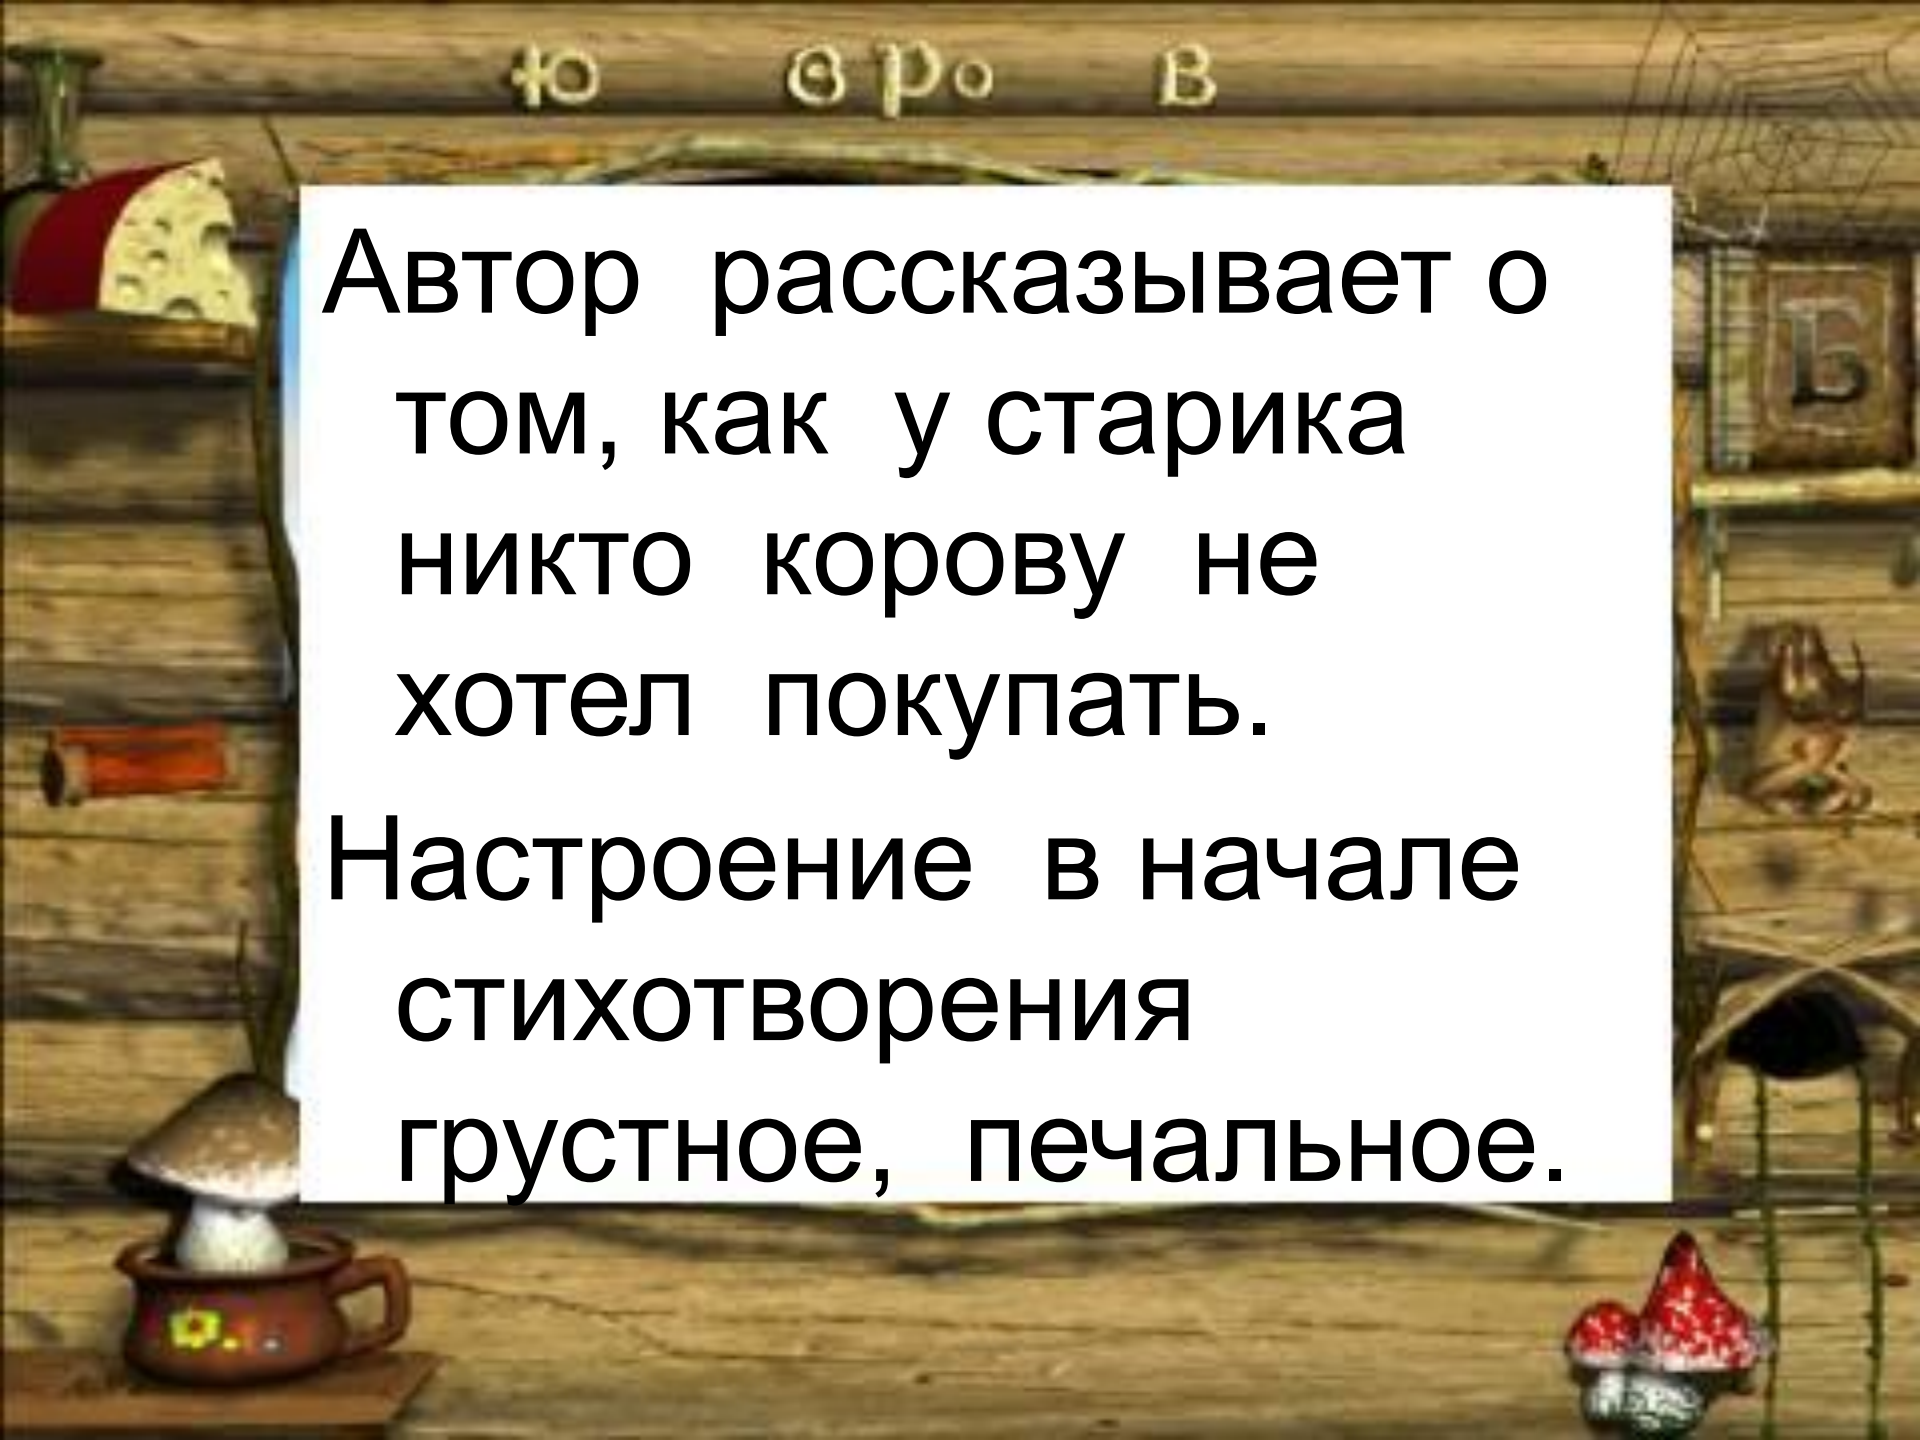 Ю О Р о В
Автор рассказывает о
том, как у старика
никто корову не
хотел покупать.
Настроение в начале
стихотворения
грустное, печальное.
Б